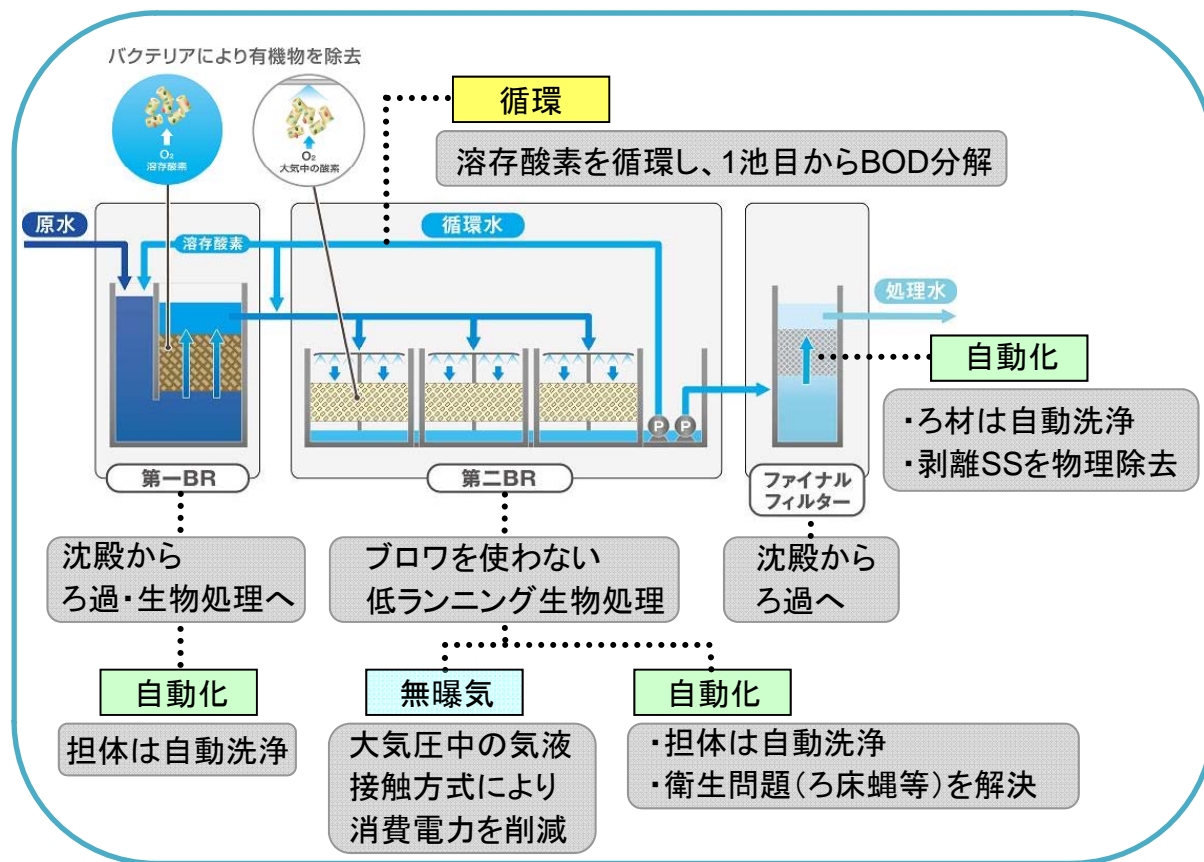 バクテリアにより有機物を除去
O₂
溶存酸素
O₂
大気中の酸素
循環
溶存酸素を循環し、1池目からBOD分解
原水
溶存酸素
循環水
処理水
P
P
自動化
・ろ材は自動洗浄
・剥離SSを物理除去
第一BR
第二BR
ファイナル
フィルター
沈殿から
ろ過・生物処理へ
ブロワを使わない
低ランニング生物処理
沈殿から
ろ過へ
自動化
担体は自動洗浄
無曝気
大気圧中の気液
接触方式により
消費電力を削減
自動化
・担体は自動洗浄
・衛生問題(ろ床蝿等)を解決